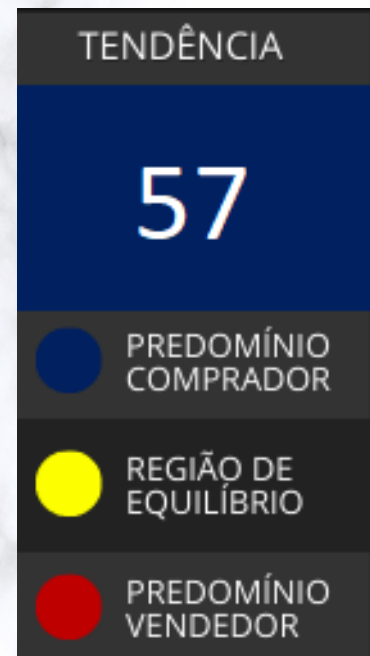 TENDÊNCIA
57
PREDOMÍNIO
COMPRADOR
REGIÃO DE
EQUILÍBRIO
PREDOMÍNIO
VENDEDOR